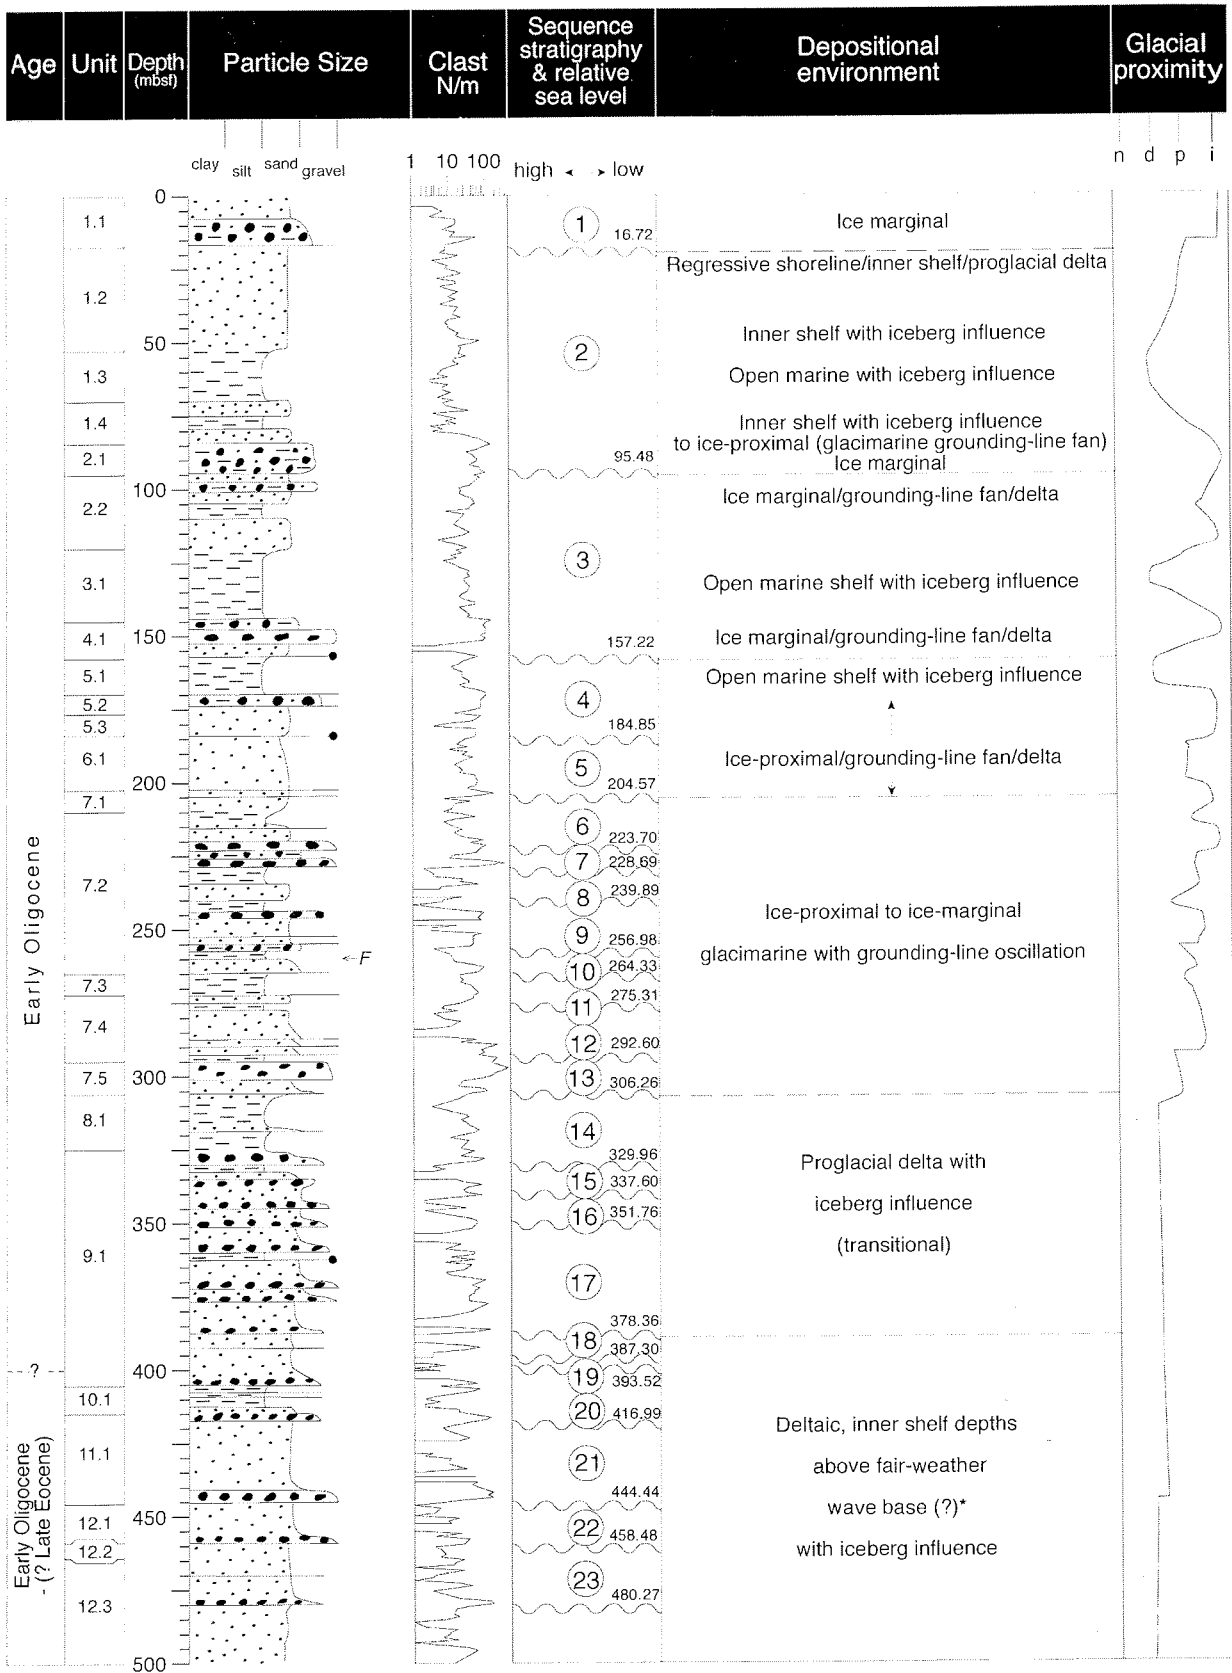 Age
Unit
Depth
(mbsf)
Particle Size
Clast
N/m
Sequence
stratigraphy
& relative
sea level
Depositional
environment
Glacial
proximity
clay
silt
sand
gravel
1 10 100
high
low
n d p i
0
50
100
150
200
250
300
350
400
450
500
Early Oligocene
?
Early Oligocene
- (? Late Eocene)
1.1
1.2
1.3
1.4
2.1
2.2
3.1
4.1
5.1
5.2
5.3
6.1
7.1
7.2
7.3
7.4
7.5
8.1
9.1
10.1
11.1
12.1
12.2
12.3
F
1
16.72
2
95.48
3
157.22
4
184.85
5
204.57
6
223.70
7
228.69
8
239.89
9
256.98
10
264.33
11
275.31
12
292.60
13
306.26
14
329.96
15
337.60
16
351.76
17
378.36
18
387.30
19
393.52
20
416.99
21
444.44
22
458.48
23
480.27
Ice marginal
Regressive shoreline/inner shelf/proglacial delta
Inner shelf with iceberg influence
Open marine with iceberg influence
Inner shelf with iceberg influence
to ice-proximal (glacimarine grounding-line fan)
Ice marginal
Ice marginal/grounding-line fan/delta
Open marine shelf with iceberg influence
Ice marginal/grounding-line fan/delta
Open marine shelf with iceberg influence
Ice-proximal/grounding-line fan/delta
Ice-proximal to ice-marginal
glacimarine with grounding-line oscillation
Proglacial delta with
iceberg influence
(transitional)
Deltaic, inner shelf depths
above fair-weather
wave base (?)*
with iceberg influence